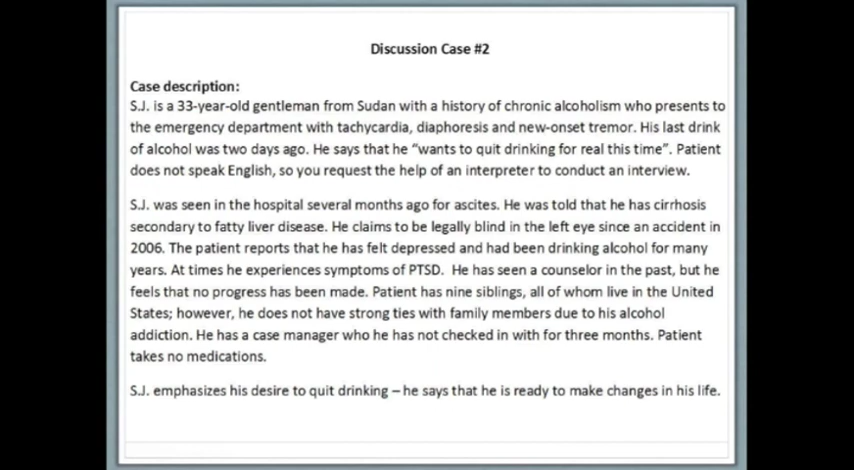 Discussion Case #2
Case description:
S.J. is a 33-year-old gentleman from Sudan with a history of chronic alcoholism who presents to
the emergency department with tachycardia, diaphoresis and new-onset tremor. His last drink
of alcohol was two days ago. He says that he “wants to quit drinking for real this time”. Patient
does not speak English, so you request the help of an interpreter to conduct an interview.
S.J. was seen in the hospital several months ago for ascites. He was told that he has cirrhosis
secondary to fatty liver disease. He claims to be legally blind in the left eye since an accident in
2006. The patient reports that he has felt depressed and had been drinking alcohol for many
years. At times he experiences symptoms of PTSD.  He has seen a counselor in the past, but he
feels that no progress has been made. Patient has nine siblings, all of whom live in the United
States; however, he does not have strong ties with family members due to his alcohol
addiction. He has a case manager who he has not checked in with for three months. Patient
takes no medications.
S.J. emphasizes his desire to quit drinking – he says that he is ready to make changes in his life.